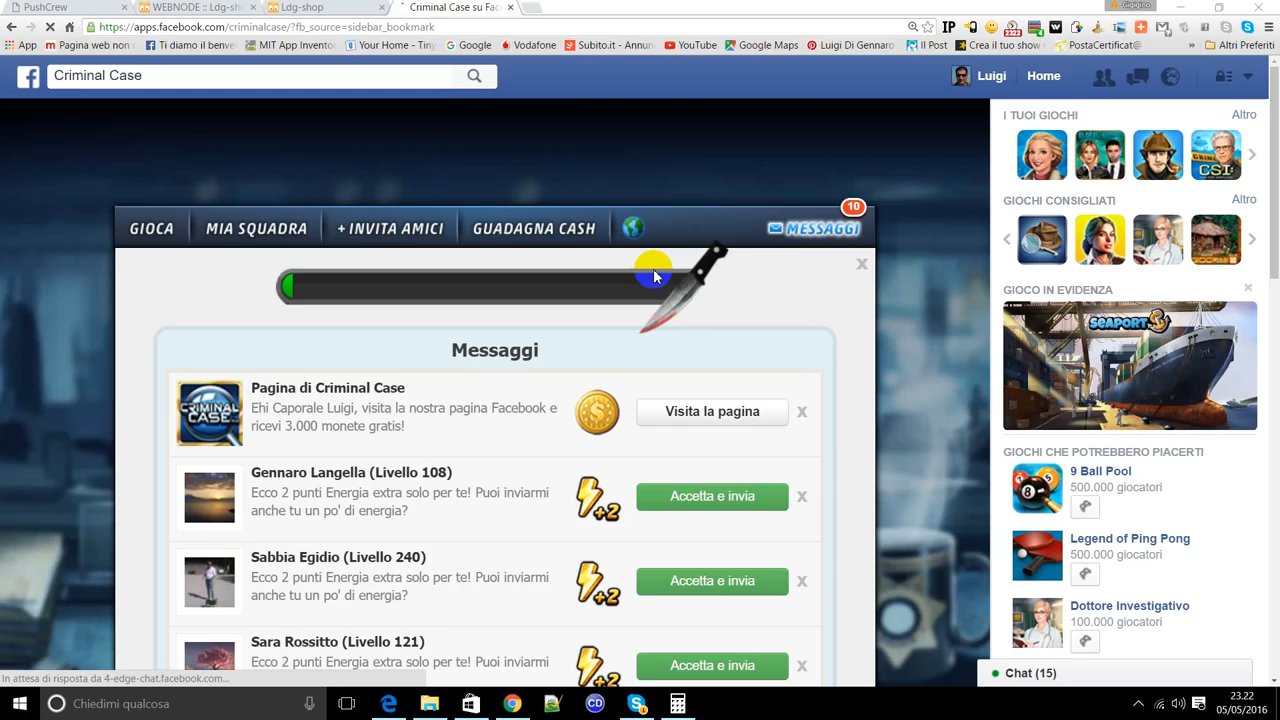 PushCrew
WEBNODE :: Ldg-sh
Ldg-shop
Criminal Case su Fac
Gigigino
https://apps.facebook.com/criminalcase/?fb_source=sidebar_bookmark
IP
2322
App
Pagina web non
Ti diamo il benve
MIT App Inventor
Your Home - Tiny
Google
Vodafone
Subito.it - Annun
YouTube
Google Maps
Luigi Di Gennaro
Il Post
Crea il tuo show
PostaCertificat@
»
Altri Preferiti
Criminal Case
Luigi
Home
I TUOI GIOCHI
Altro
CSI:
GIOCHI CONSIGLIATI
Altro
GIOCA
MIA SQUADRA
+ INVITA AMICI
GUADAGNA CASH
MESSAGGI
10
GIOCO IN EVIDENZA
SEAPORT
Messaggi
CRIMINAL CASE
Pagina di Criminal Case
Ehi Caporale Luigi, visita la nostra pagina Facebook e
ricevi 3.000 monete gratis!
Visita la pagina
x
Gennaro Langella (Livello 108)
Ecco 2 punti Energia extra solo per te! Puoi inviarmi
anche tu un po' di energia?
+2
Accetta e invia
x
Sabbia Egidio (Livello 240)
Ecco 2 punti Energia extra solo per te! Puoi inviarmi
anche tu un po' di energia?
+2
Accetta e invia
x
Sara Rossitto (Livello 121)
Ecco 2 punti Energia extra solo per te! Puoi inviarmi
+2
Accetta e invia
x
GIOCHI CHE POTREBBERO PIACERTI
9 Ball Pool
500.000 giocatori
Legend of Ping Pong
500.000 giocatori
Dottore Investigativo
100.000 giocatori
Chat (15)
In attesa di risposta da 4-edge-chat.facebook.com...
Chiedimi qualcosa
CD
23.22
05/05/2016